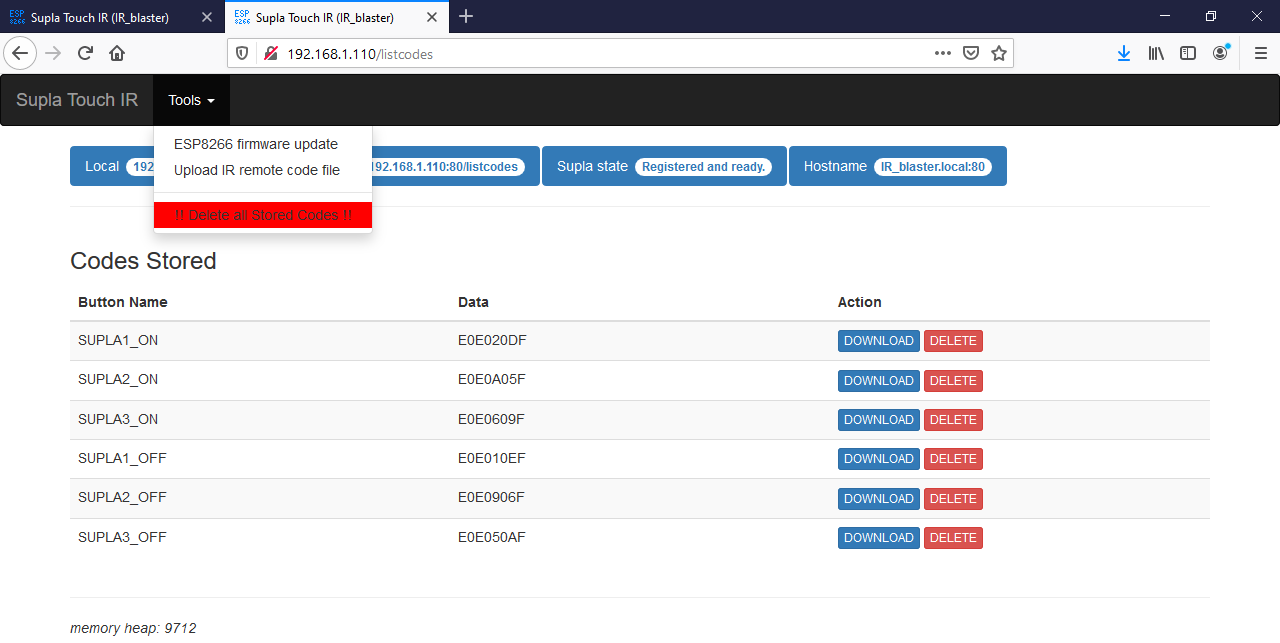 ESP 8266 Supla Touch IR (IR_blaster)
ESP 8266 Supla Touch IR (IR_blaster)
192.168.1.110/listcodes
Supla Touch IR Tools
ESP8266 firmware update
Upload IR remote code file
!! Delete all Stored Codes !!
Local 192 192.168.1.110:80/listcodes Supla state Registered and ready. Hostname IR_blaster.local:80
Codes Stored
Button Name Data Action
SUPLA1_ON E0E020DF DOWNLOAD DELETE
SUPLA2_ON E0E0A05F DOWNLOAD DELETE
SUPLA3_ON E0E0609F DOWNLOAD DELETE
SUPLA1_OFF E0E010EF DOWNLOAD DELETE
SUPLA2_OFF E0E0906F DOWNLOAD DELETE
SUPLA3_OFF E0E050AF DOWNLOAD DELETE
memory heap: 9712